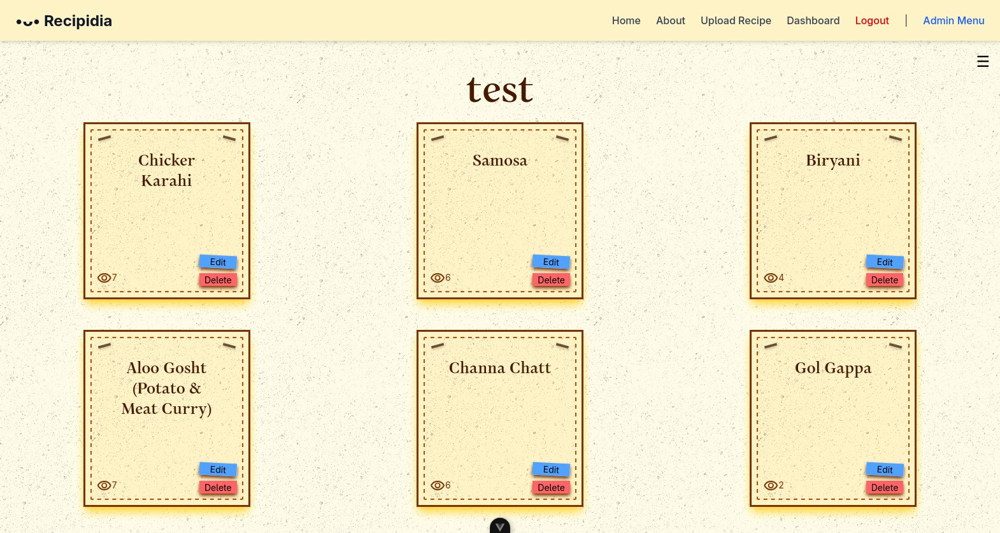 Recipidia
Home About Upload Recipe Dashboard Logout | Admin Menu
test
Chicker
Karahi
7
Edit
Delete
Samosa
6
Edit
Delete
Biryani
4
Edit
Delete
Aloo Gosht
(Potato &
Meat Curry)
7
Edit
Delete
Channa Chatt
6
Edit
Delete
Gol Gappa
2
Edit
Delete